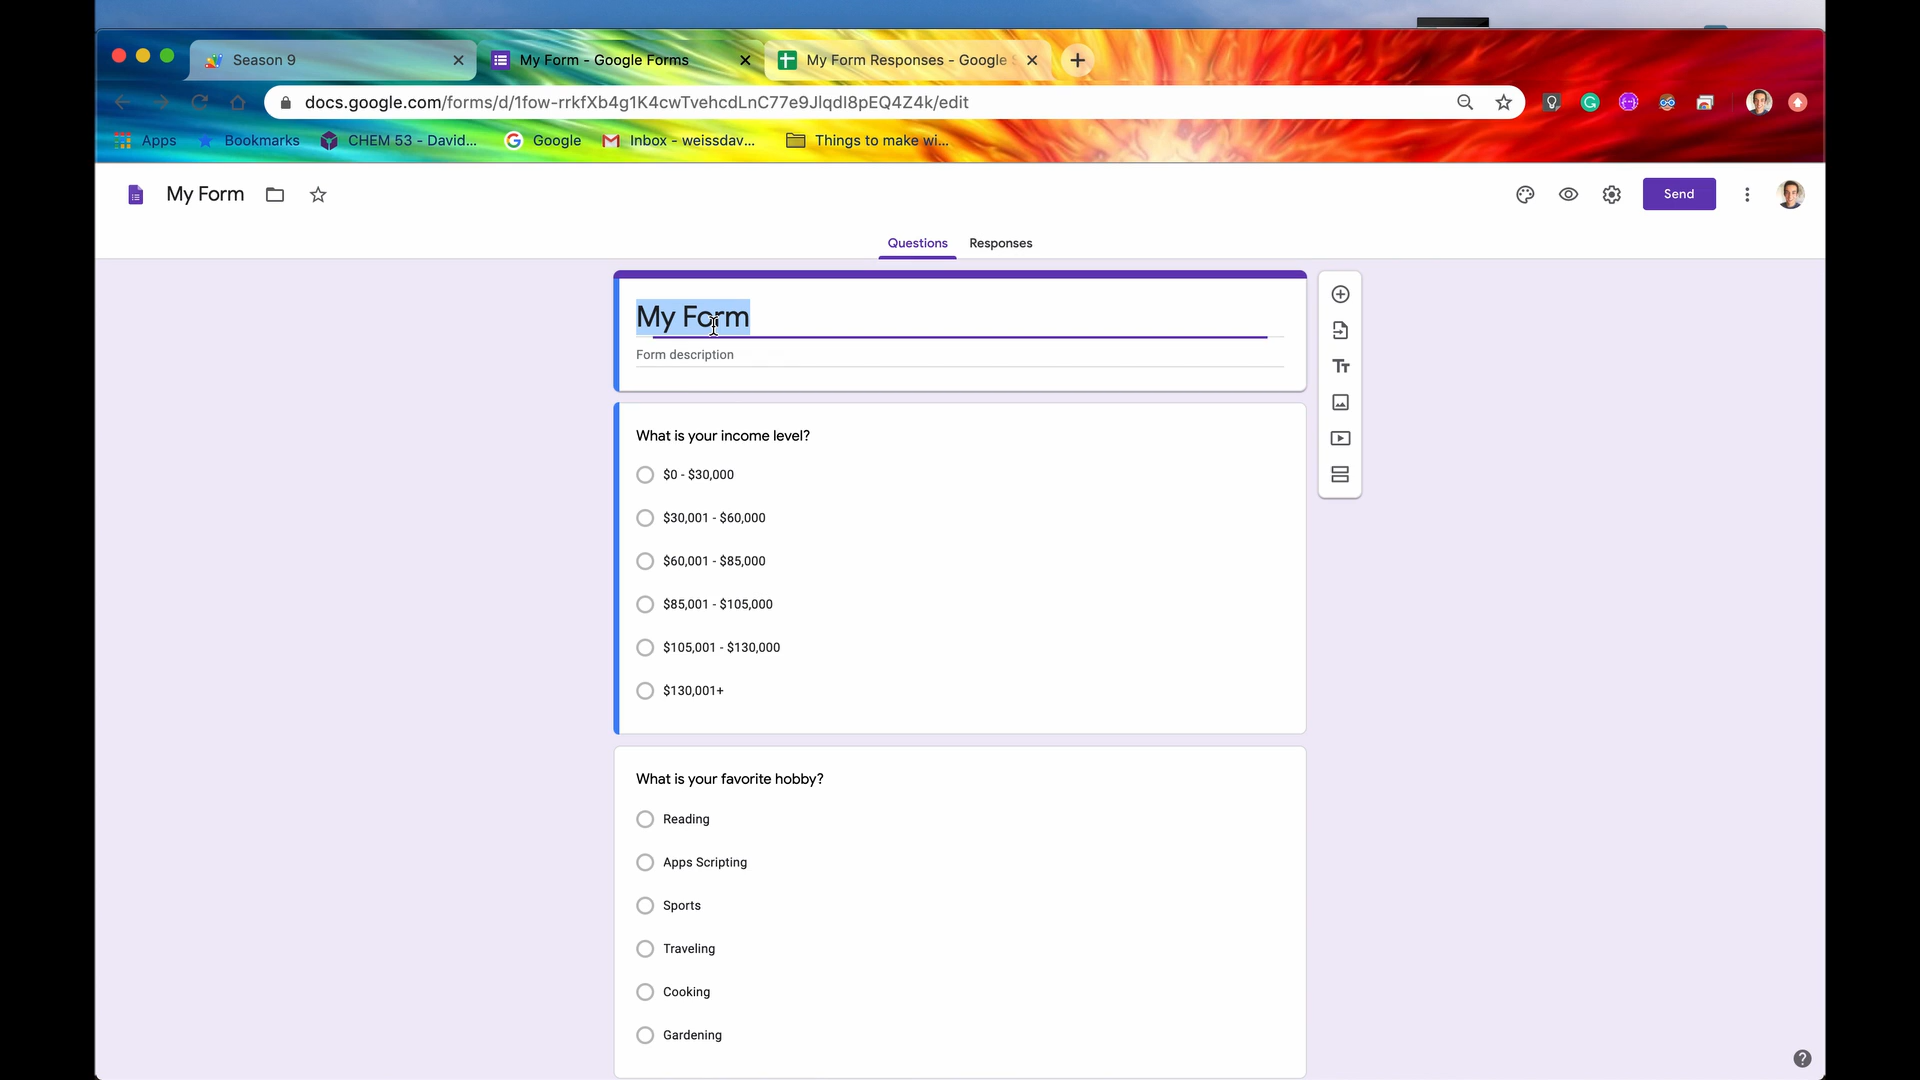 Season 9
My Form - Google Forms
My Form Responses - Google S
docs.google.com/forms/d/1fow-rrkfXb4g1K4cwTvehcdLnC77e9Jlqdl8pEQ4Z4k/edit
Apps
Bookmarks
CHEM 53 - David...
Google
Inbox - weissdav...
Things to make wi...
My Form
Send
Questions
Responses
My Form
Form description
What is your income level?
$0 - $30,000
$30,001 - $60,000
$60,001 - $85,000
$85,001 - $105,000
$105,001 - $130,000
$130,001+
What is your favorite hobby?
Reading
Apps Scripting
Sports
Traveling
Cooking
Gardening